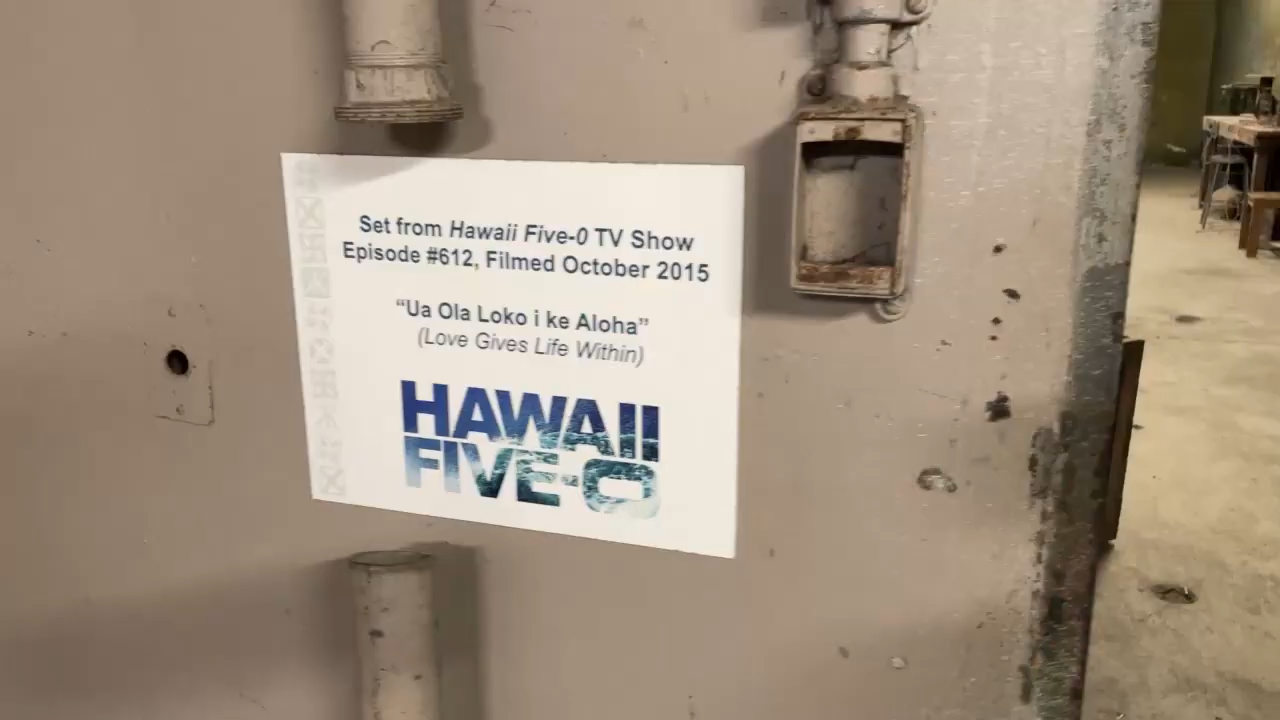 Set from Hawaii Five-0 TV Show
Episode #612, Filmed October 2015
“Ua Ola Loko i ke Aloha”
(Love Gives Life Within)
HAWAII
FIVE-O